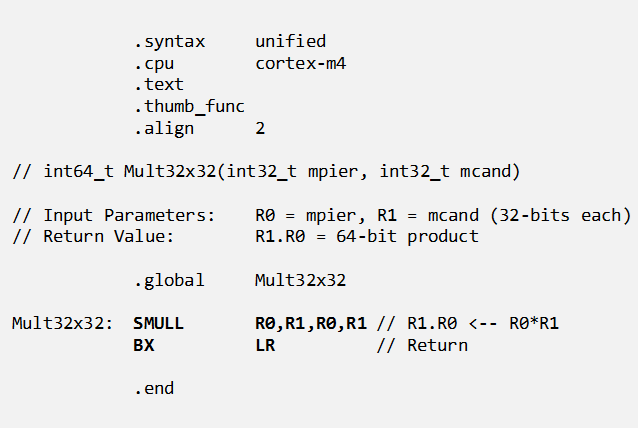 .syntax unified
.cpu cortex-m4
.text
.thumb_func
.align 2
// int64_t Mult32x32(int32_t mpier, int32_t mcand)
// Input Parameters: R0 = mpier, R1 = mcand (32-bits each)
// Return Value: R1.R0 = 64-bit product
.global Mult32x32
Mult32x32: SMULL R0,R1,R0,R1 // R1.R0 <-- R0*R1
BX LR // Return
.end